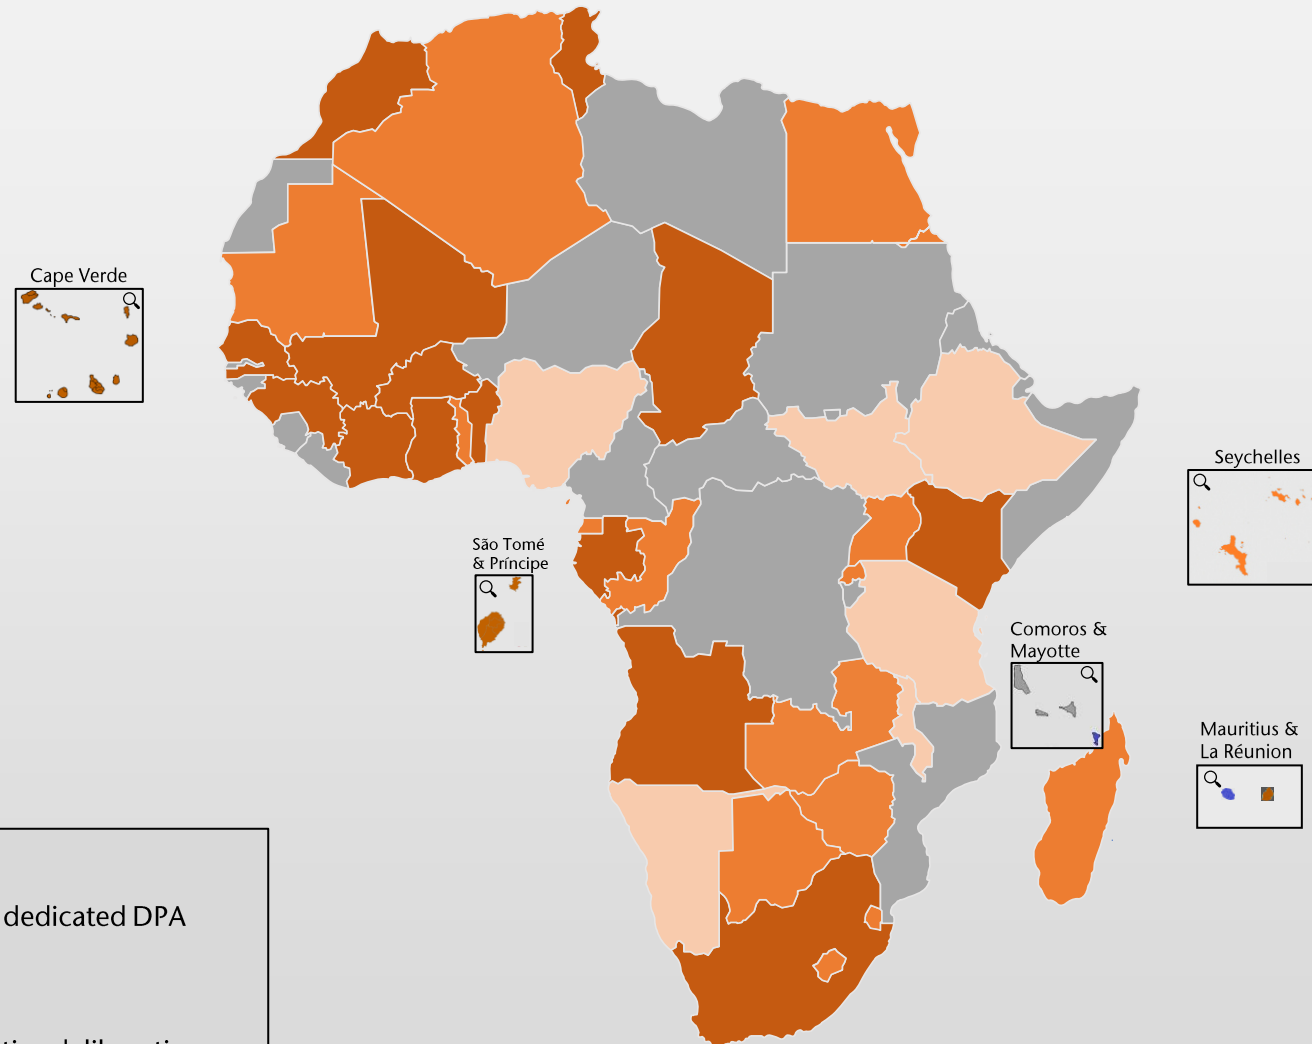 Cape Verde
Seychelles
São Tomé
& Príncipe
Comoros &
Mayotte
Mauritius &
La Réunion
dedicated DPA